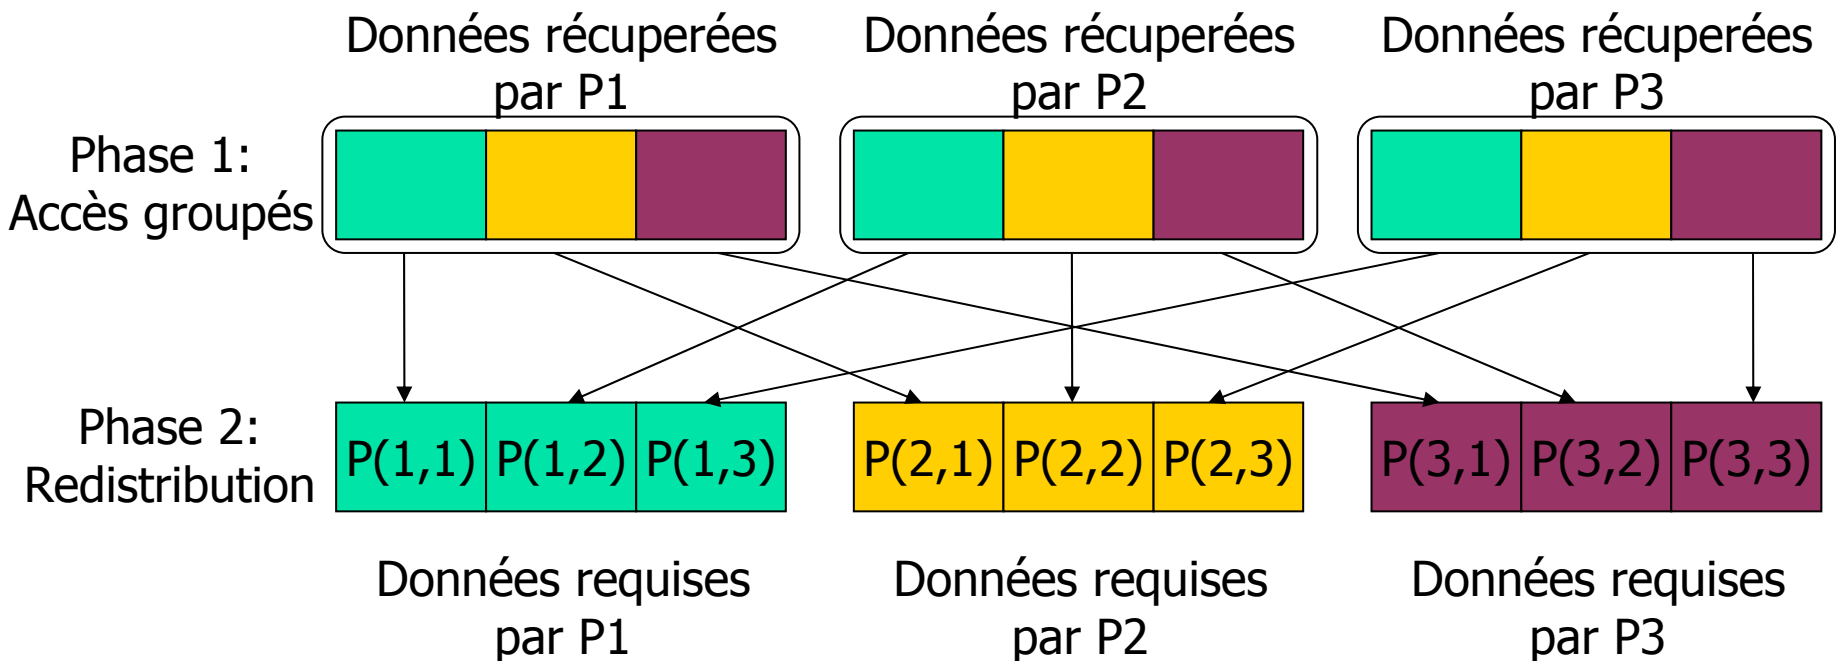 Données récuperées
par P1
Données récuperées
par P2
Données récuperées
par P3
Phase 1:
Accès groupés
Phase 2:
Redistribution
P(1,1) P(1,2) P(1,3)
P(2,1) P(2,2) P(2,3)
P(3,1) P(3,2) P(3,3)
Données requises
par P1
Données requises
par P2
Données requises
par P3